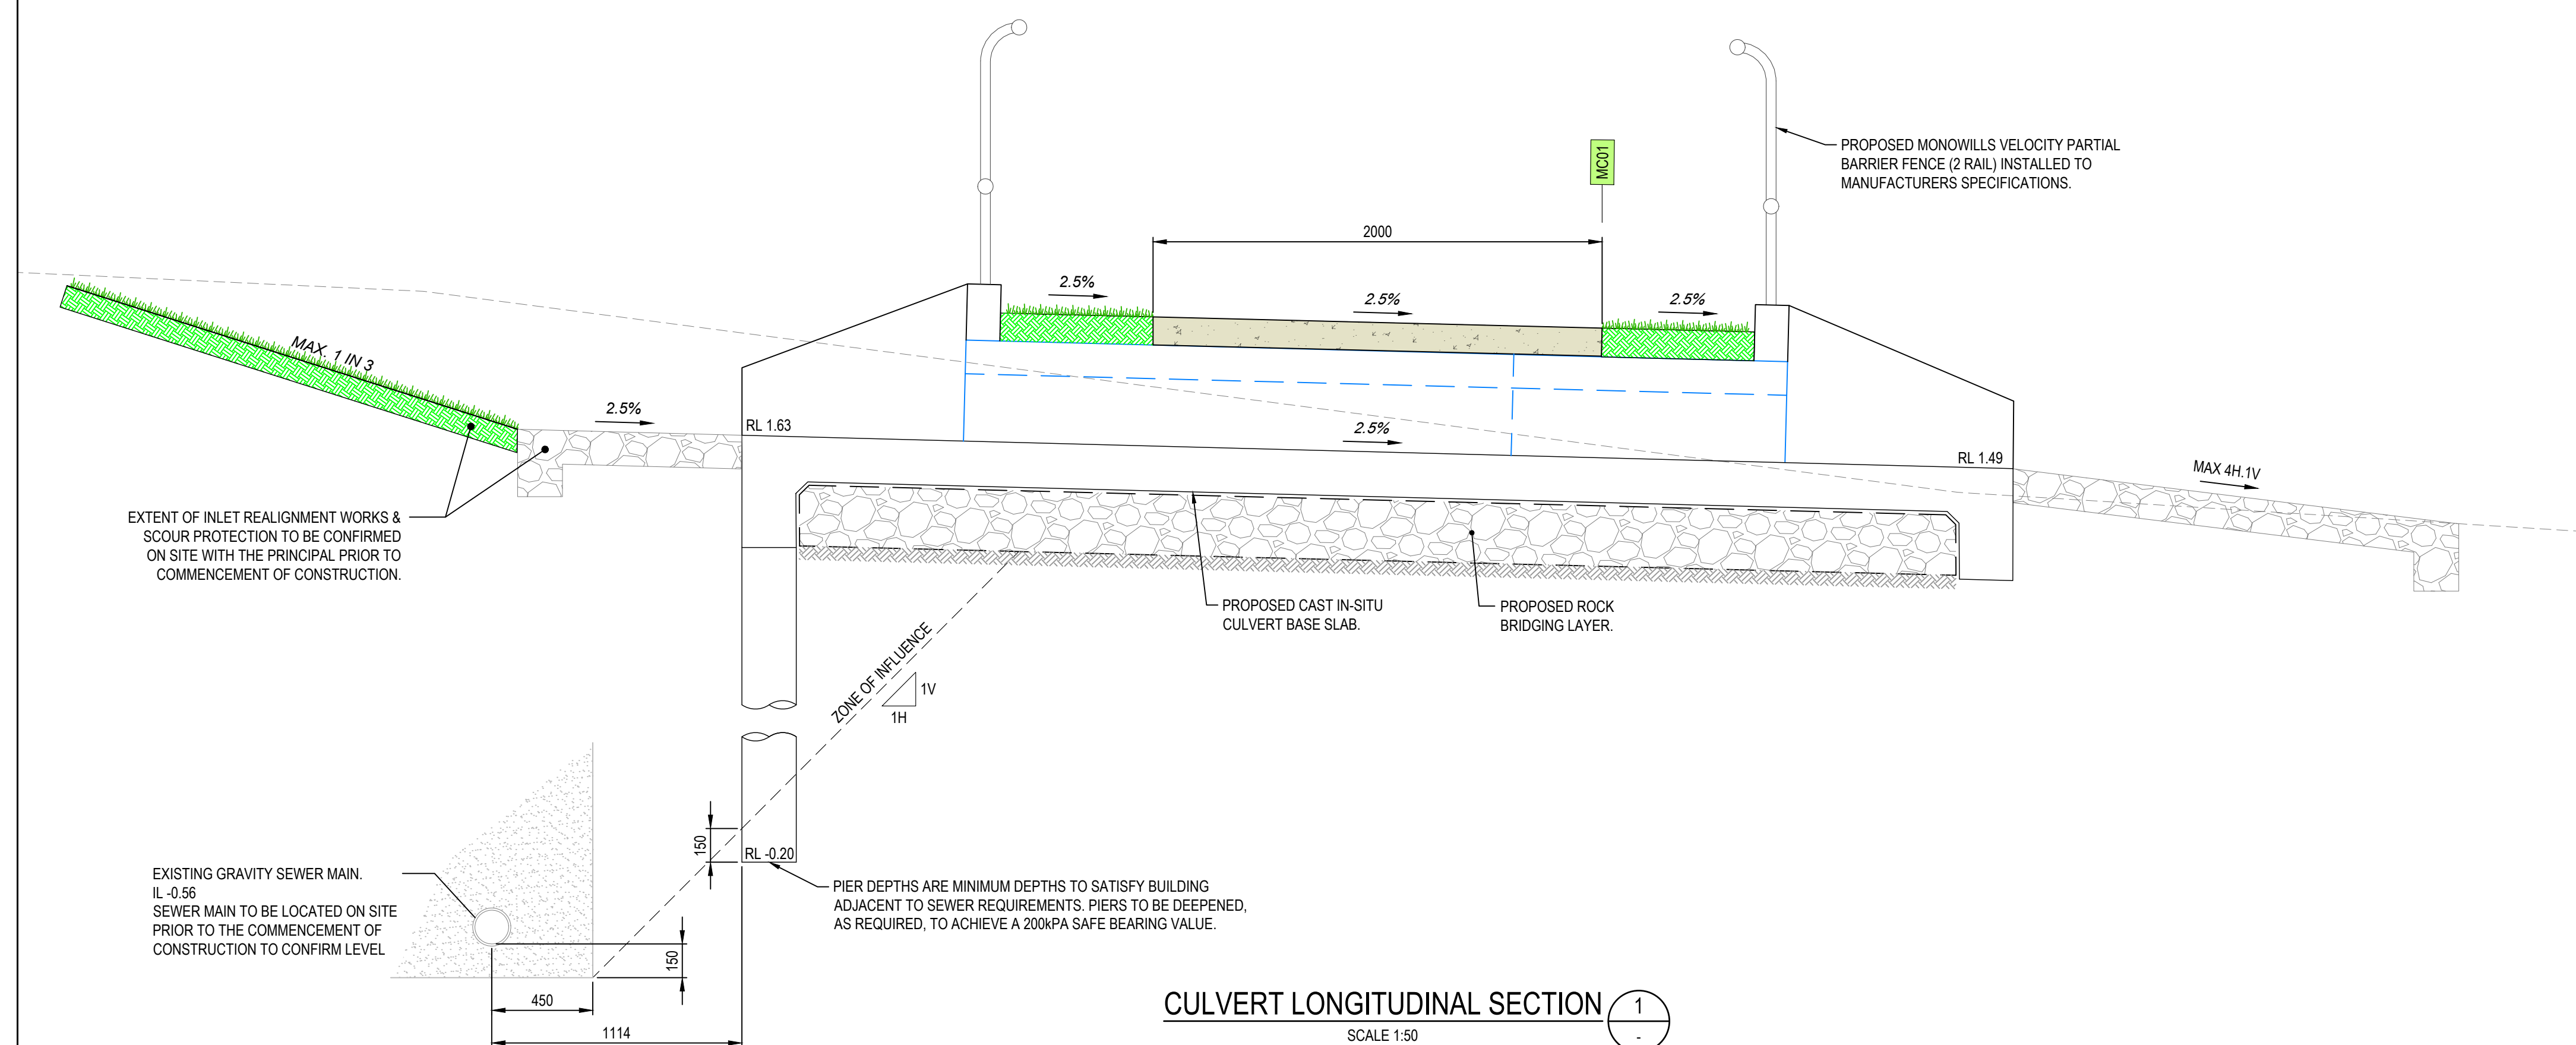 MC01
PROPOSED MONOWILLS VELOCITY PARTIAL
BARRIER FENCE (2 RAIL) INSTALLED TO
MANUFACTURERS SPECIFICATIONS.
2000
2.5%
2.5%
2.5%
MAX. 1 IN 3
2.5%
RL 1.63
2.5%
RL 1.49
MAX 4H.1V
EXTENT OF INLET REALIGNMENT WORKS &
SCOUR PROTECTION TO BE CONFIRMED
ON SITE WITH THE PRINCIPAL PRIOR TO
COMMENCEMENT OF CONSTRUCTION.
PROPOSED CAST IN-SITU
CULVERT BASE SLAB.
PROPOSED ROCK
BRIDGING LAYER.
ZONE OF INFLUENCE
1V
1H
150
RL -0.20
EXISTING GRAVITY SEWER MAIN.
IL -0.56
SEWER MAIN TO BE LOCATED ON SITE
PRIOR TO THE COMMENCEMENT OF
CONSTRUCTION TO CONFIRM LEVEL
PIER DEPTHS ARE MINIMUM DEPTHS TO SATISFY BUILDING
ADJACENT TO SEWER REQUIREMENTS. PIERS TO BE DEEPENED,
AS REQUIRED, TO ACHIEVE A 200kPA SAFE BEARING VALUE.
150
450
1114
CULVERT LONGITUDINAL SECTION
1
-
SCALE 1:50